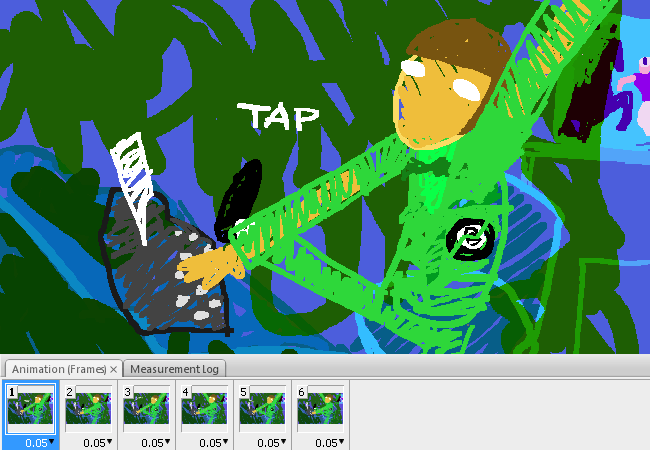 TAP
Animation (Frames) × Measurement Log
1 2 3 4 5 6
0.05▼ 0.05▼ 0.05▼ 0.05▼ 0.05▼ 0.05▼